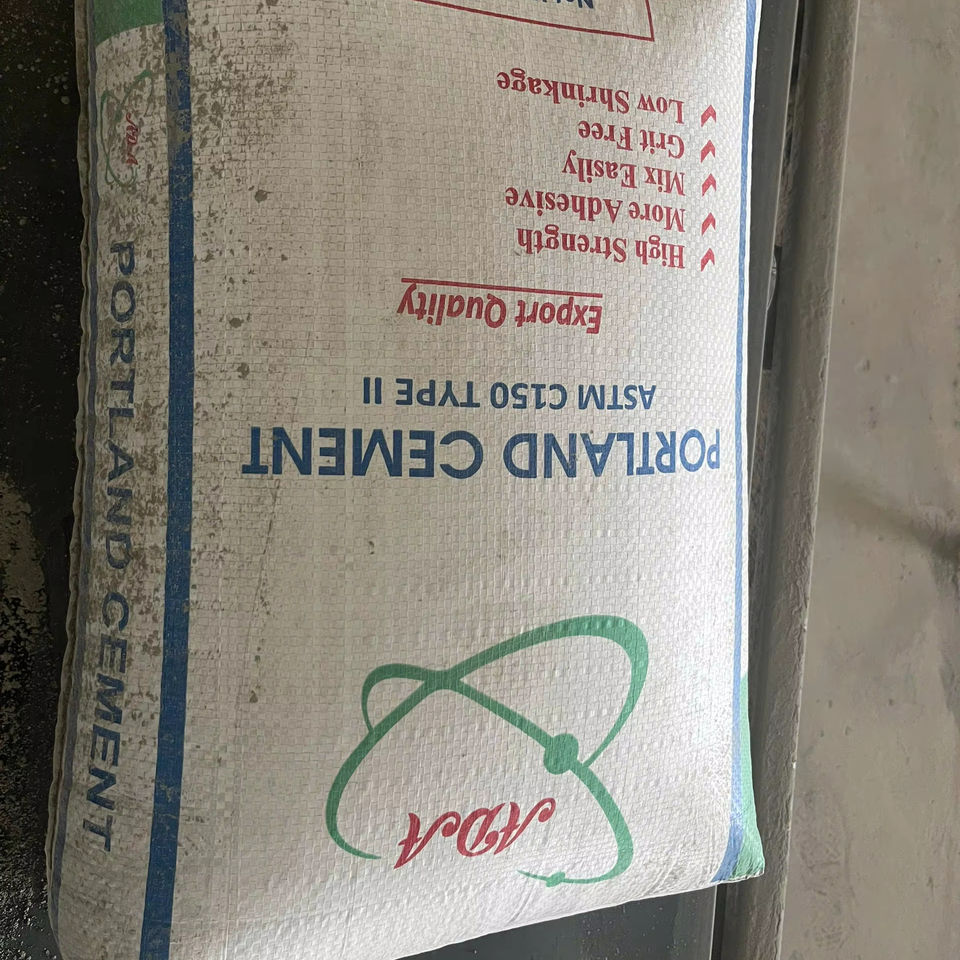 ADA
PORTLAND CEMENT
ASTM C150 TYPE II
Export Quality
High Strength
More Adhesive
Mix Easily
Grit Free
Low Shrinkage
ADA
PORTLAND CEMENT